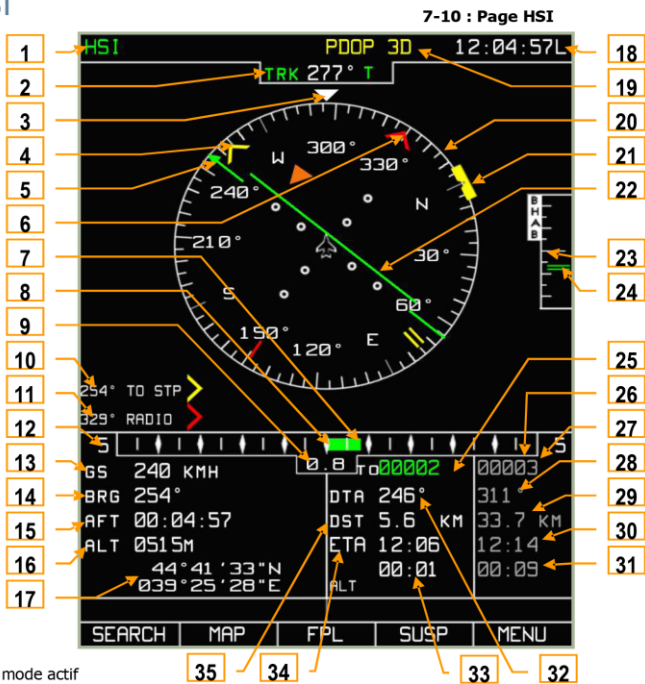 SI
7-10 : Page HSI
1
HSI
PDOP 3D
12:04:57L
18
2
TRK 277° T
19
3
20
4
W
300°
330°
21
5
240°
N
22
6
210°
30°
BHAB
23
7
S
60°
24
8
150°
120°
E
9
25
10
254° TO STP
26
11
329° RADIO
27
12
S
S
13
GS 240 KMH
0.8
TO
00002
00003
28
14
BRG 254°
DTA 246°
311°
29
15
AFT 00:04:57
DST 5.6 KM
33.7 KM
30
16
ALT 0515M
ETA 12:06
12:14
31
17
44°41'33"N
00:01
00:09
039°25'28"E
ALT
SEARCH
MAP
FPL
SUSP
MENU
mode actif
35
34
33
32